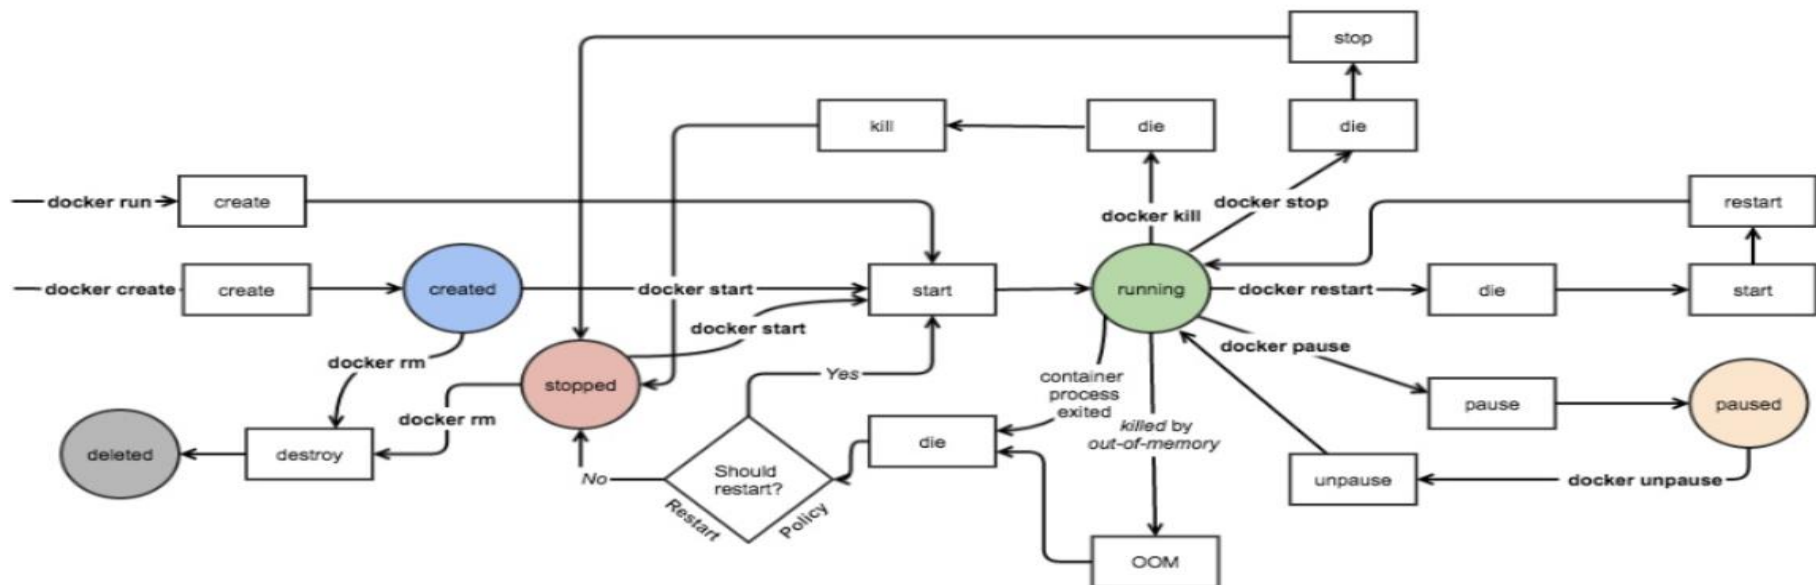 stop
kill
die
die
docker run
create
docker kill
docker stop
restart
docker create
create
created
docker start
start
running
docker restart
die
start
docker start
docker rm
stopped
Yes
container
process
exited
docker pause
pause
paused
docker rm
deleted
destroy
die
killed by
out-of-memory
No
Should
restart?
Restart
Policy
unpause
docker unpause
OOM